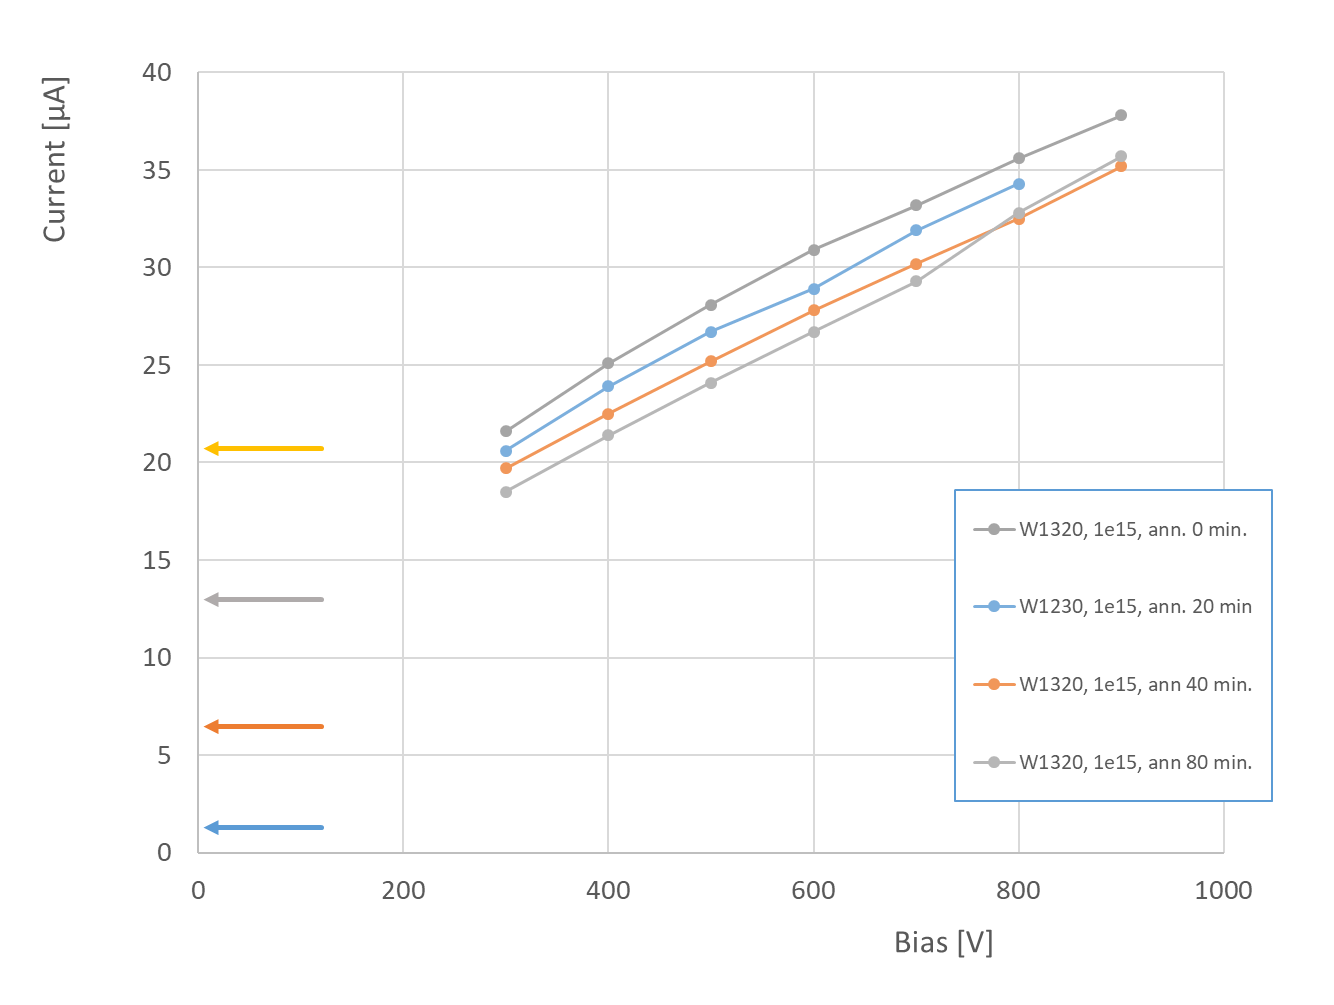 Current [µA]
40
35
30
25
20
15
10
5
0
0 200 400 600 800 1000
Bias [V]
W1320, 1e15, ann. 0 min.
W1230, 1e15, ann. 20 min
W1320, 1e15, ann 40 min.
W1320, 1e15, ann 80 min.